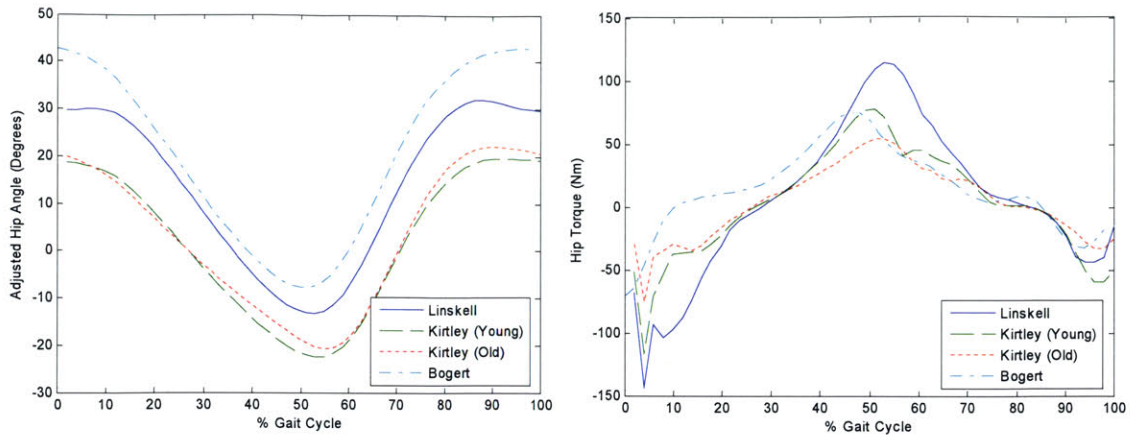 50
40
30
20
10
0
-10
-20
-30
Adjusted Hip Angle (Degrees)
0 10 20 30 40 50 60 70 80 90 100
% Gait Cycle
Linskell
Kirtley (Young)
Kirtley (Old)
Bogert
150
100
50
0
-50
-100
-150
Hip Torque (Nm)
0 10 20 30 40 50 60 70 80 90 100
% Gait Cycle
Linskell
Kirtley (Young)
Kirtley (Old)
Bogert